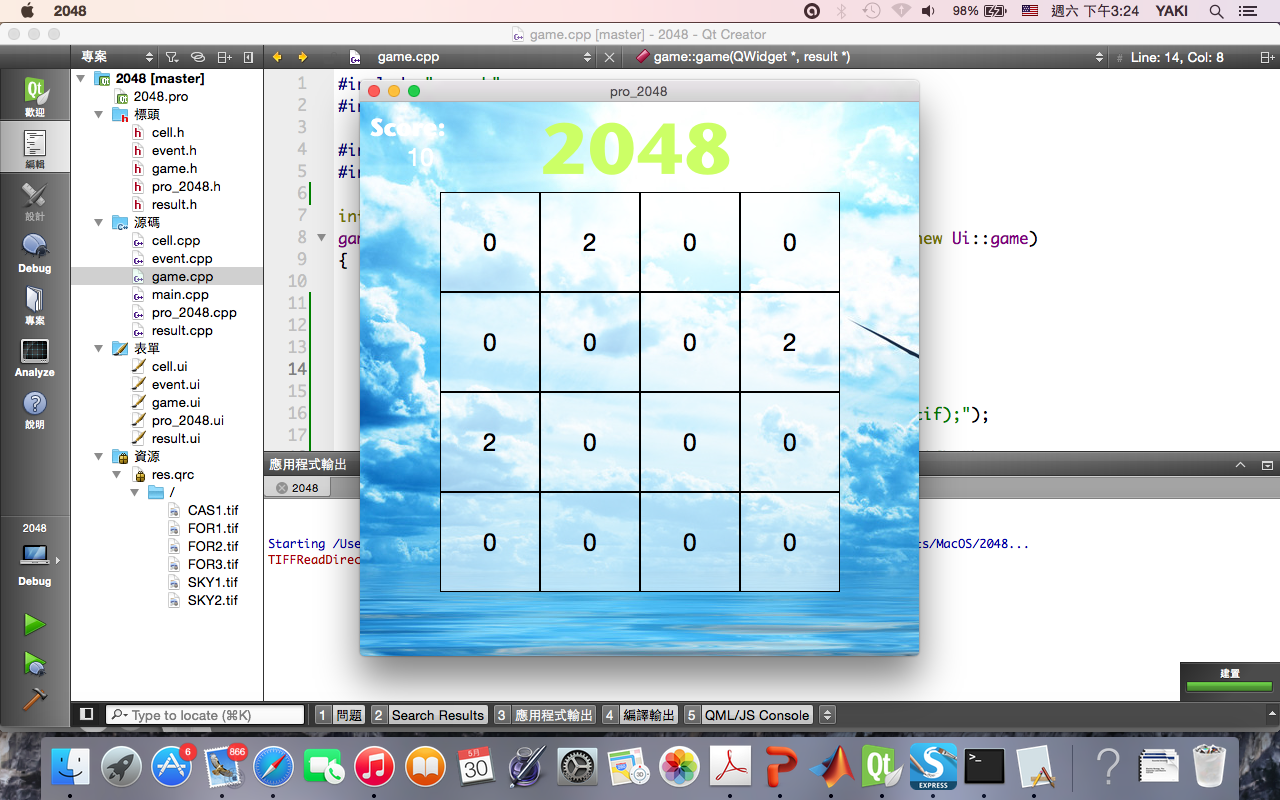 2048
98%
週六 下午3:24
YAKI
game.cpp [master] - 2048 - Qt Creator
專案
game.cpp
game::game(QWidget *, result *)
# Line: 14, Col: 8
歡迎
編輯
設計
Debug
專案
Analyze
說明
2048
Debug
2048 [master]
2048.pro
標頭
cell.h
event.h
game.h
pro_2048.h
result.h
源碼
cell.cpp
event.cpp
game.cpp
main.cpp
pro_2048.cpp
result.cpp
表單
cell.ui
event.ui
game.ui
pro_2048.ui
result.ui
資源
res.qrc
/
CAS1.tif
FOR1.tif
FOR2.tif
FOR3.tif
SKY1.tif
SKY2.tif
1
2
3
4 #i
5 #i
6
7 in
8 ga new Ui::game)
9 {
10
11
12
13
14
15
16 tif);");
17
pro_2048
Score:
10
2048
0 2 0 0
0 0 0 2
2 0 0 0
0 0 0 0
應用程式輸出
2048
Starting /Use ts/MacOS/2048...
TIFFReadDirec
建置
Type to locate (⌘K)
1 問題
2 Search Results
3 應用程式輸出
4 編譯輸出
5 QML/JS Console
6
866
5月
30
EXPRESS